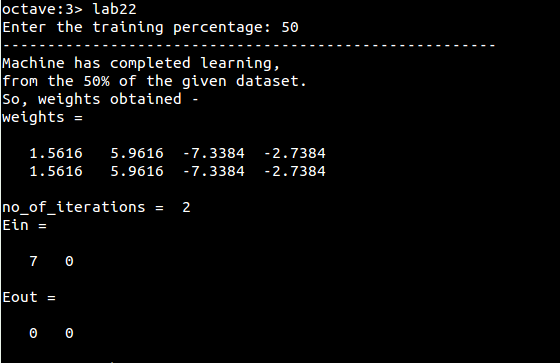 octave:3> lab22
Enter the training percentage: 50
------------------------------------------------------
Machine has completed learning,
from the 50% of the given dataset.
So, weights obtained -
weights =
1.5616 5.9616 -7.3384 -2.7384
1.5616 5.9616 -7.3384 -2.7384
no_of_iterations = 2
Ein =
7 0
Eout =
0 0